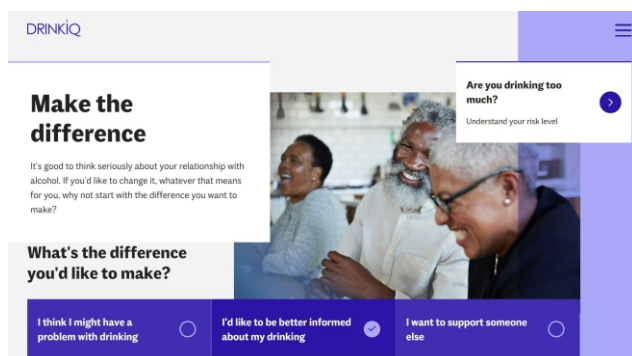 DRINKiQ
Make the
difference
It's good to think seriously about your relationship with
alcohol. If you'd like to change it, whatever that means
for you, why not start with the difference you want to
make?
Are you drinking too
much?
Understand your risk level
What's the difference
you'd like to make?
I think I might have a
problem with drinking
I'd like to be better informed
about my drinking
I want to support someone
else